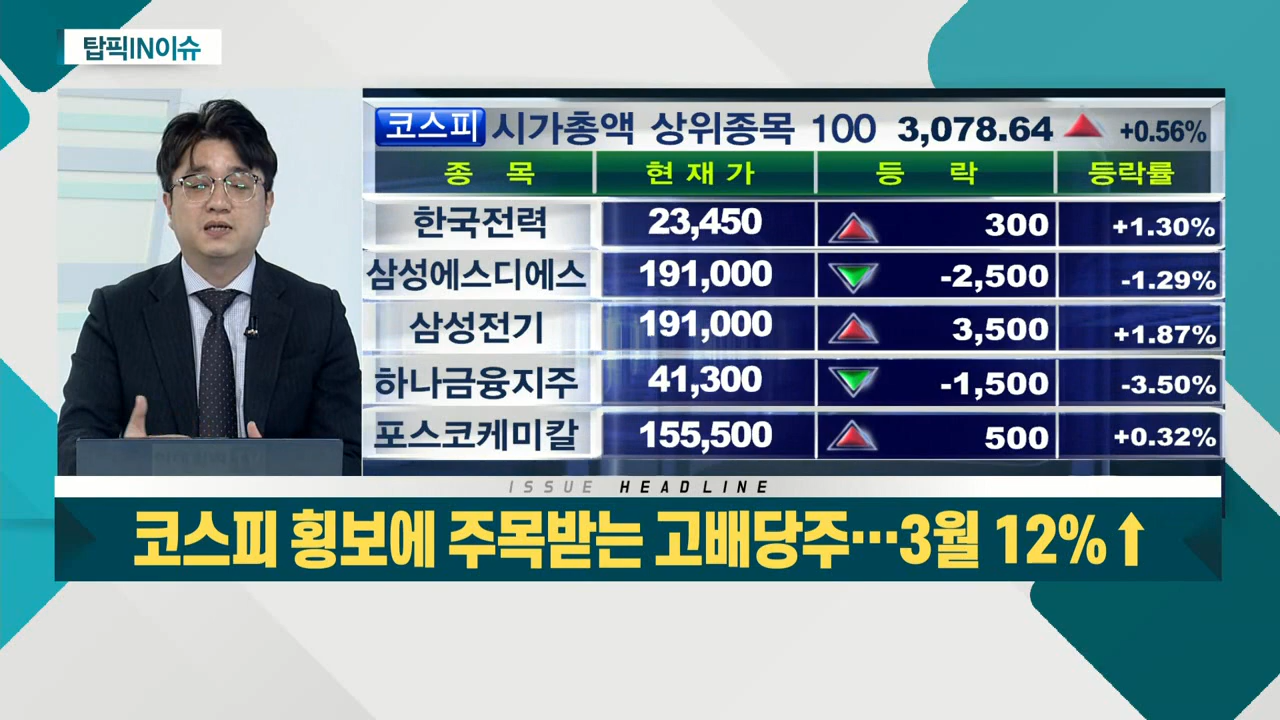 탑픽IN이슈
코스피 시가총액 상위종목 100 3,078.64 ▲ +0.56%
종 목 현재가 등 락 등락률
한국전력 23,450 ▲ 300 +1.30%
삼성에스디에스 191,000 ▼ -2,500 -1.29%
삼성전기 191,000 ▲ 3,500 +1.87%
하나금융지주 41,300 ▼ -1,500 -3.50%
포스코케미칼 155,500 ▲ 500 +0.32%
ISSUE HEADLINE
코스피 횡보에 주목받는 고배당주…3월 12%↑